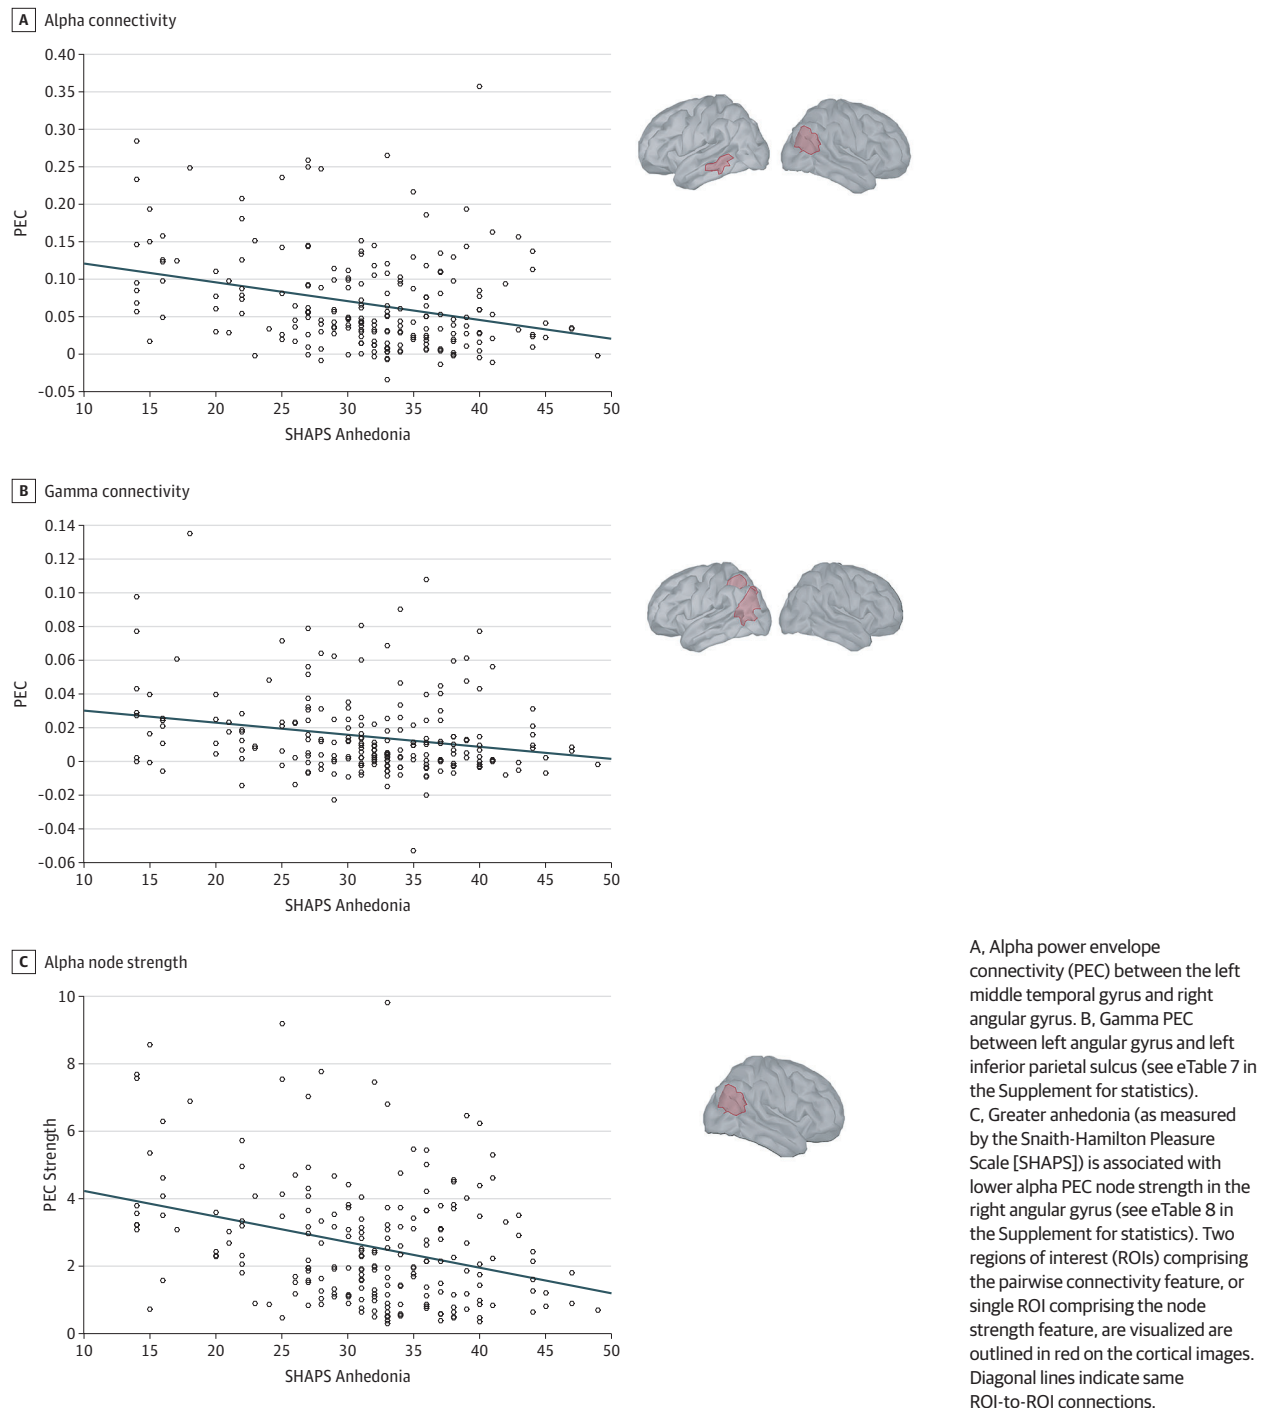 A Alpha connectivity
0.40
0.35
0.30
0.25
0.20
0.15
0.10
0.05
0
-0.05
PEC
10 15 20 25 30 35 40 45 50
SHAPS Anhedonia
B Gamma connectivity
0.14
0.12
0.10
0.08
0.06
0.04
0.02
0
-0.02
-0.04
-0.06
PEC
10 15 20 25 30 35 40 45 50
SHAPS Anhedonia
C Alpha node strength
10
8
6
4
2
0
PEC Strength
10 15 20 25 30 35 40 45 50
SHAPS Anhedonia
A, Alpha power envelope
connectivity (PEC) between the left
middle temporal gyrus and right
angular gyrus. B, Gamma PEC
between left angular gyrus and left
inferior parietal sulcus (see eTable 7 in
the Supplement for statistics).
C, Greater anhedonia (as measured
by the Snaith-Hamilton Pleasure
Scale [SHAPS]) is associated with
lower alpha PEC node strength in the
right angular gyrus (see eTable 8 in
the Supplement for statistics). Two
regions of interest (ROIs) comprising
the pairwise connectivity feature, or
single ROI comprising the node
strength feature, are visualized are
outlined in red on the cortical images.
Diagonal lines indicate same
ROI-to-ROI connections.